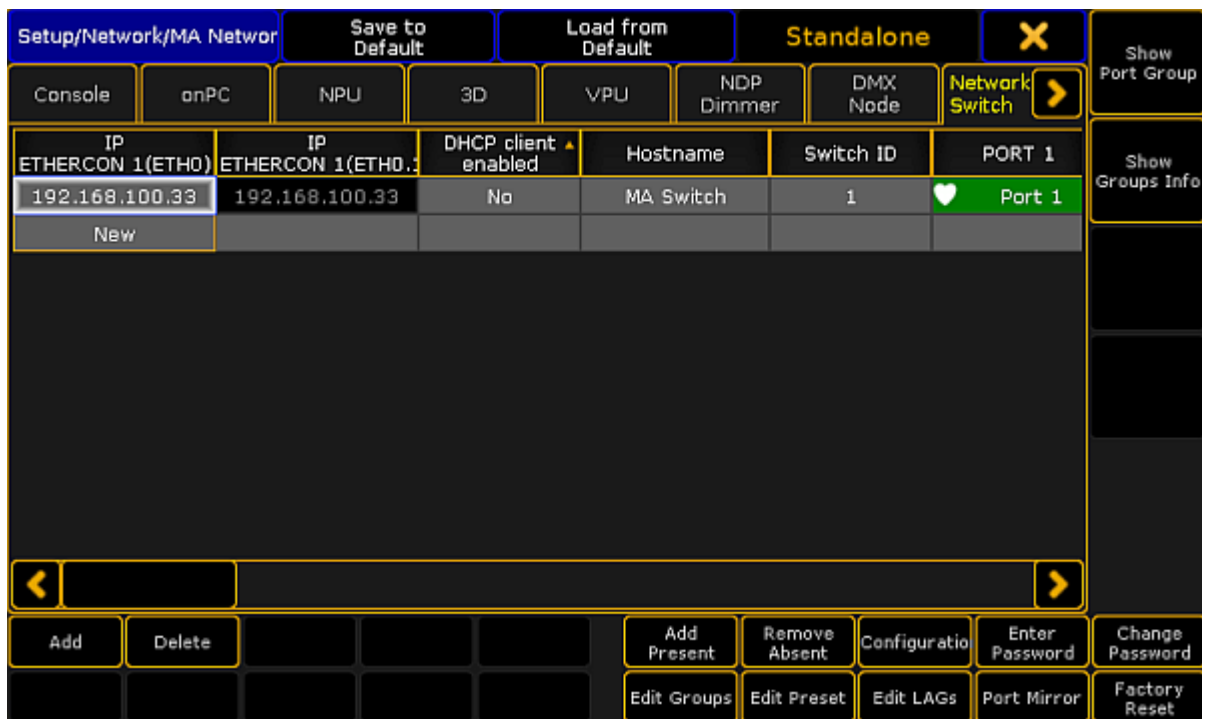 Setup/Network/MA Networ
Save to
Default
Load from
Default
Standalone
Show
Port Group
Console
onPC
NPU
3D
VPU
NDP
Dimmer
DMX
Node
Network
Switch
IP
ETHERCON 1(ETH0)
IP
ETHERCON 1(ETH0.
DHCP client
enabled
Hostname
Switch ID
PORT 1
Show
Groups Info
192.168.100.33
192.168.100.33
No
MA Switch
1
Port 1
New
Add
Delete
Add
Present
Remove
Absent
Configuratio
Enter
Password
Change
Password
Edit Groups
Edit Preset
Edit LAGs
Port Mirror
Factory
Reset